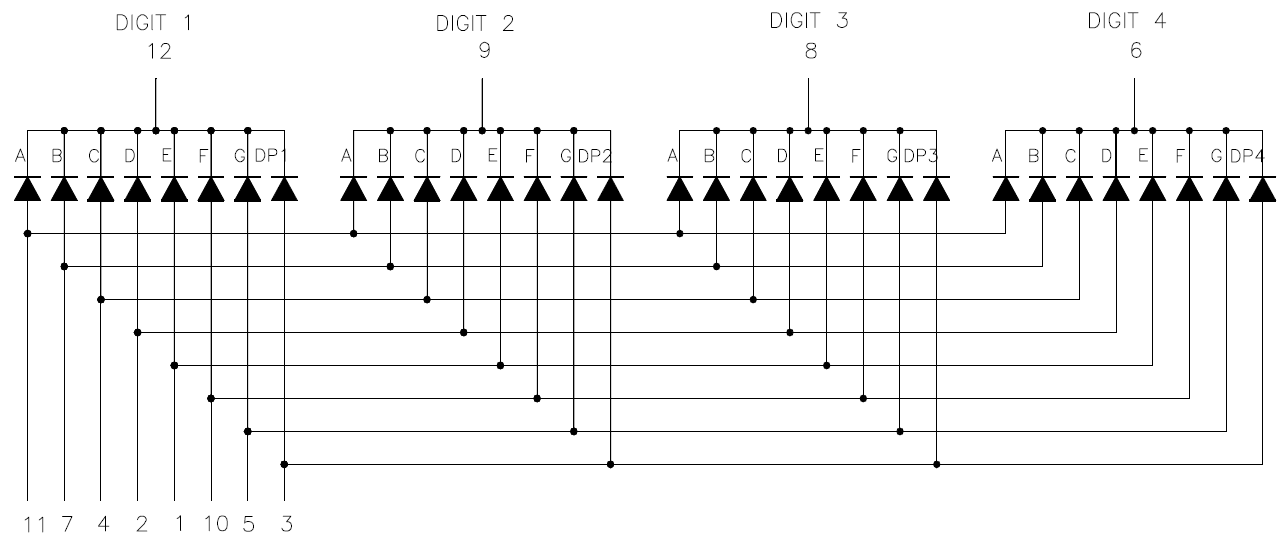 DIGIT 1 DIGIT 2 DIGIT 3 DIGIT 4
12 9 8 6
A B C D E F G DP1 A B C D E F G DP2 A B C D E F G DP3 A B C D E F G DP4
11 7 4 2 1 10 5 3